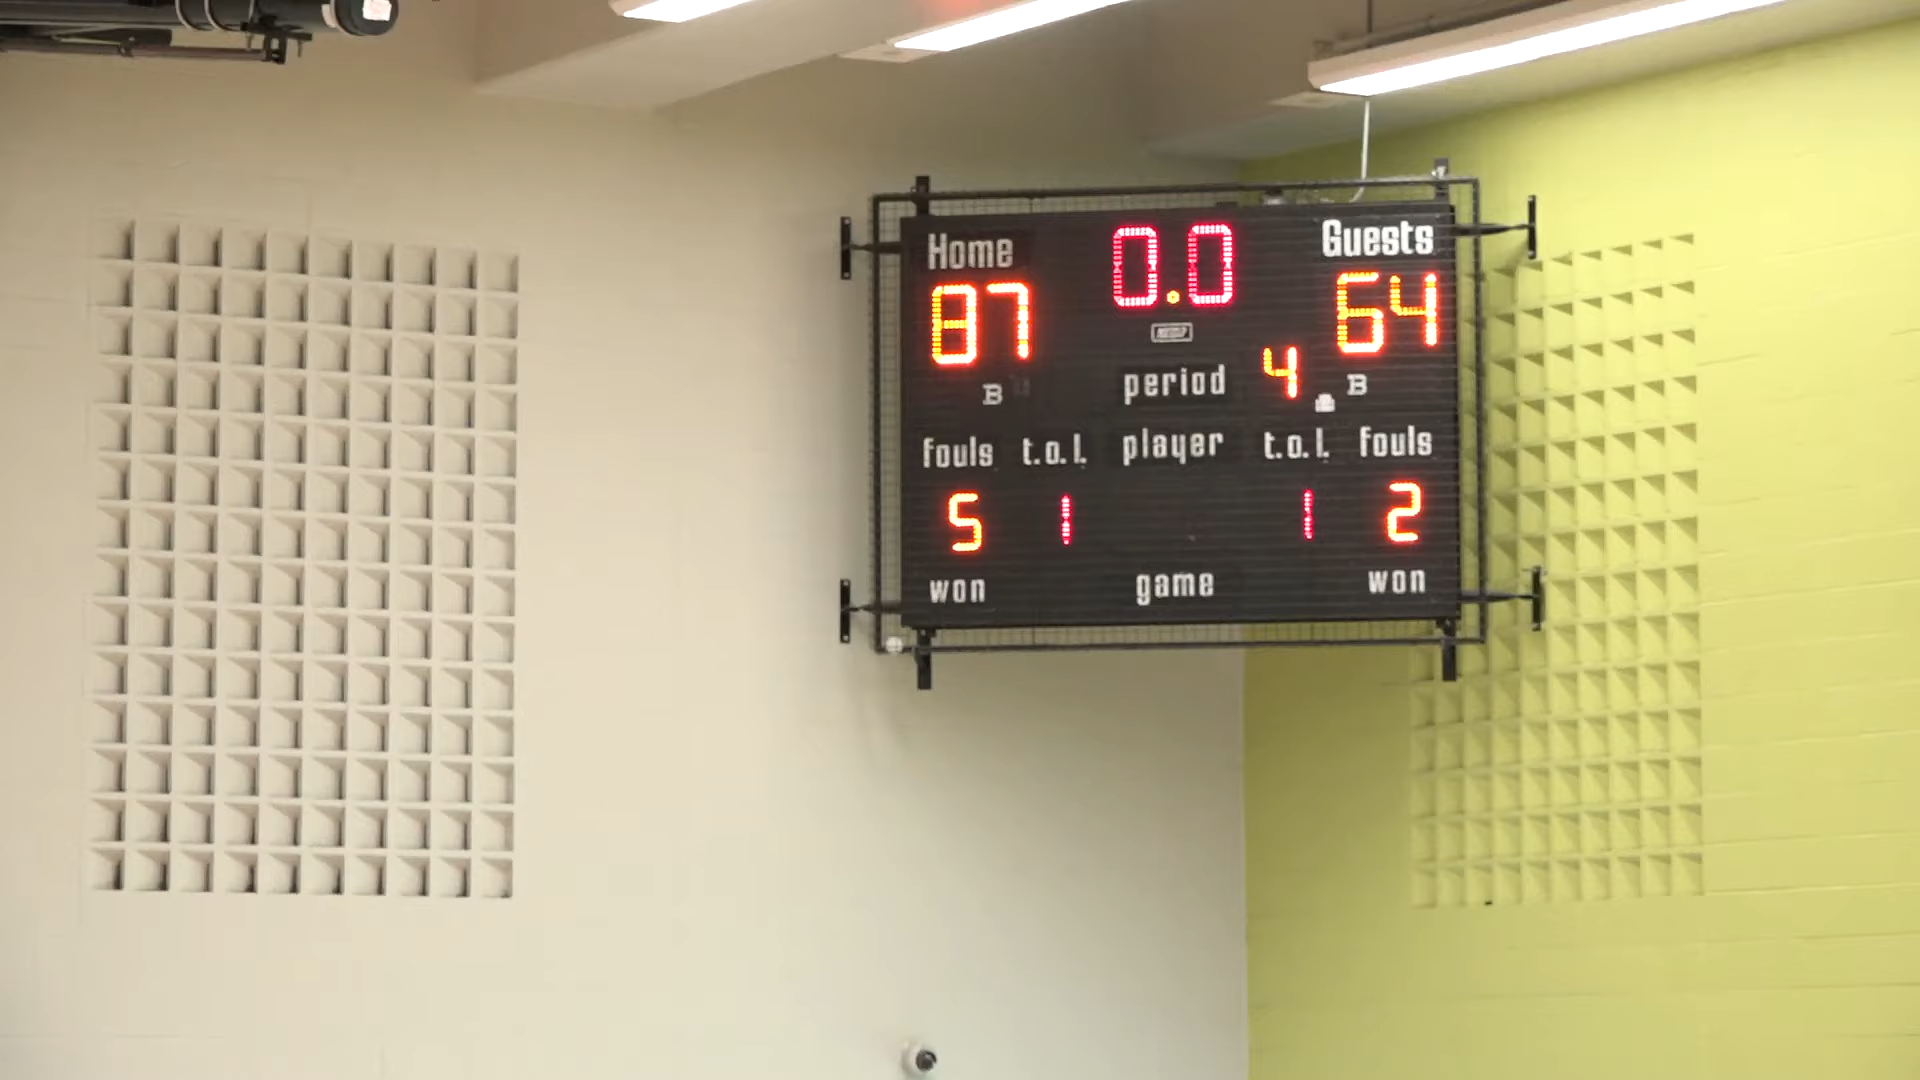 Home 0.0 Guests
87 64
period 4
B B
fouls t.o.l. player t.o.l. fouls
5 1 1 2
won game won